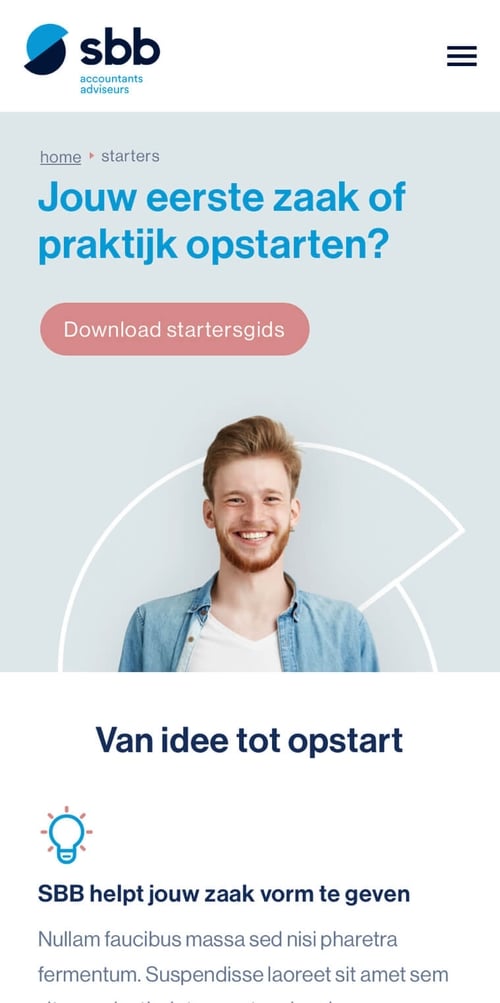 sbb
accountants
adviseurs
home starters
Jouw eerste zaak of
praktijk opstarten?
Download startersgids
Van idee tot opstart
SBB helpt jouw zaak vorm te geven
Nullam faucibus massa sed nisi pharetra
fermentum. Suspendisse laoreet sit amet sem